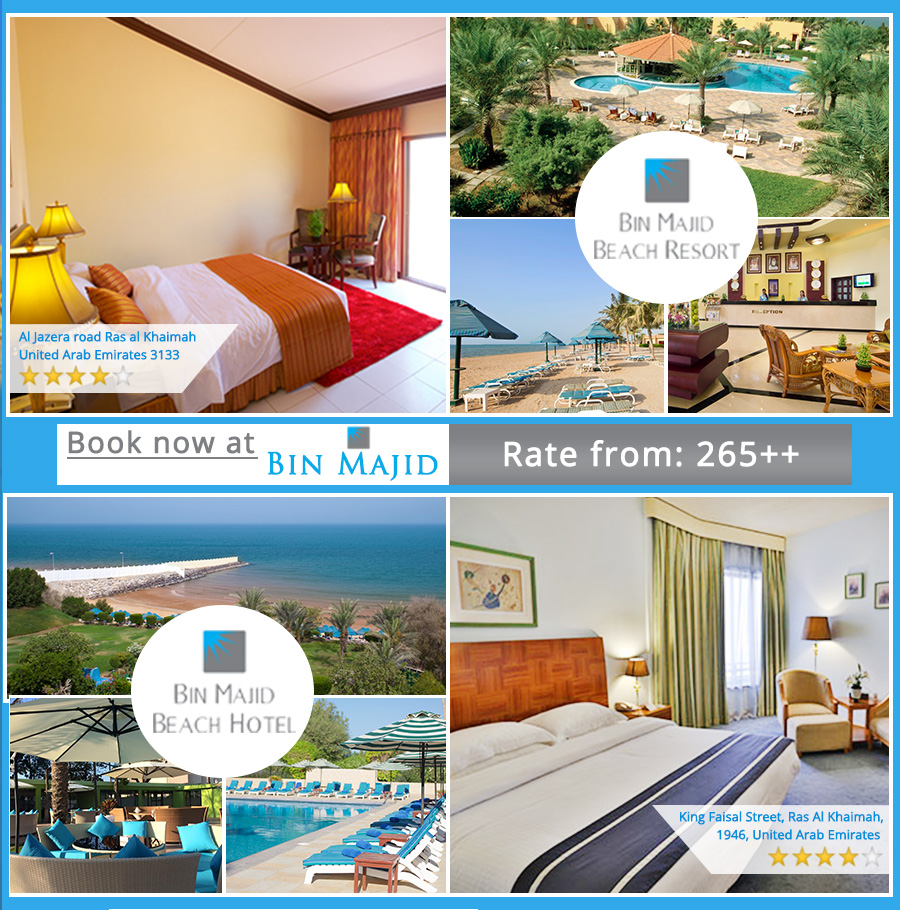 BIN MAJID
BEACH RESORT
RECEPTION
Al Jazera road Ras al Khaimah
United Arab Emirates 3133
Book now at
BIN MAJID
Rate from: 265++
BIN MAJID
BEACH HOTEL
King Faisal Street, Ras Al Khaimah,
1946, United Arab Emirates